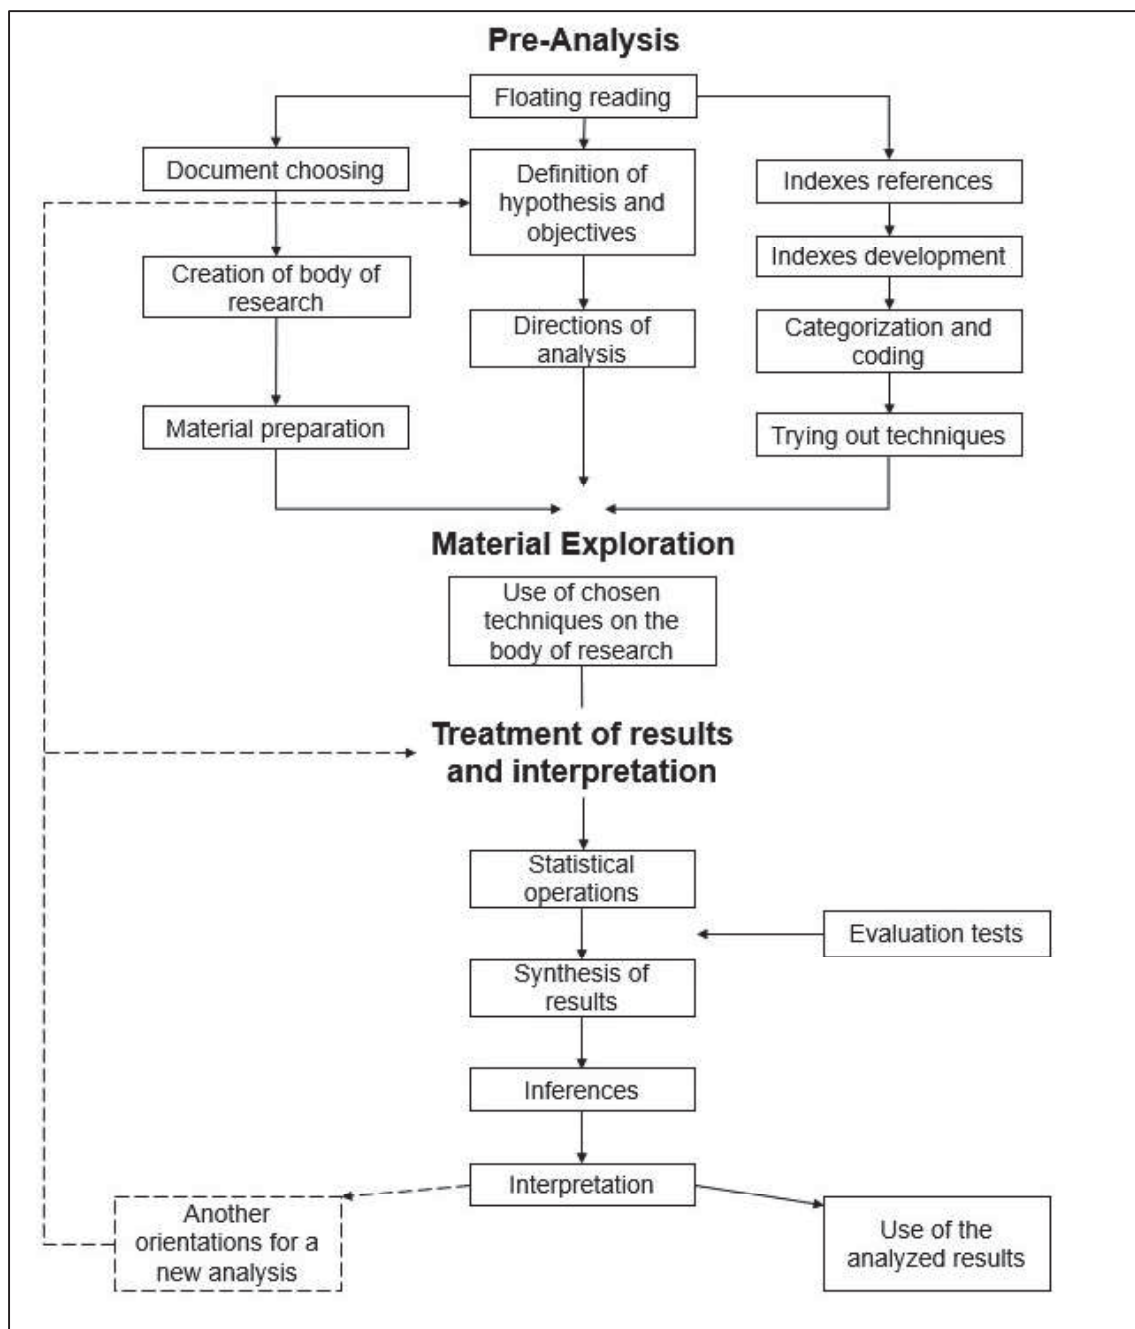 Pre-Analysis
Floating reading
Document choosing
Definition of
hypothesis and
objectives
Indexes references
Creation of body of
research
Indexes development
Directions of
analysis
Categorization and
coding
Material preparation
Trying out techniques
Material Exploration
Use of chosen
techniques on the
body of research
Treatment of results
and interpretation
Statistical
operations
Evaluation tests
Synthesis of
results
Inferences
Interpretation
Another
orientations for a
new analysis
Use of the
analyzed results